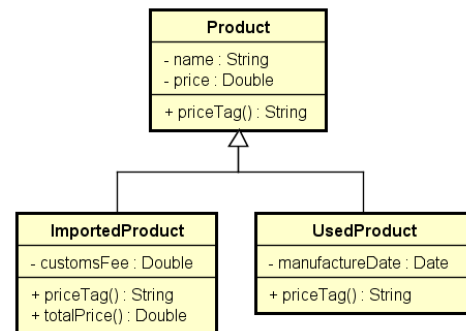 Product
- name : String
- price : Double
+ priceTag() : String
ImportedProduct
- customsFee : Double
+ priceTag() : String
+ totalPrice() : Double
UsedProduct
- manufactureDate : Date
+ priceTag() : String